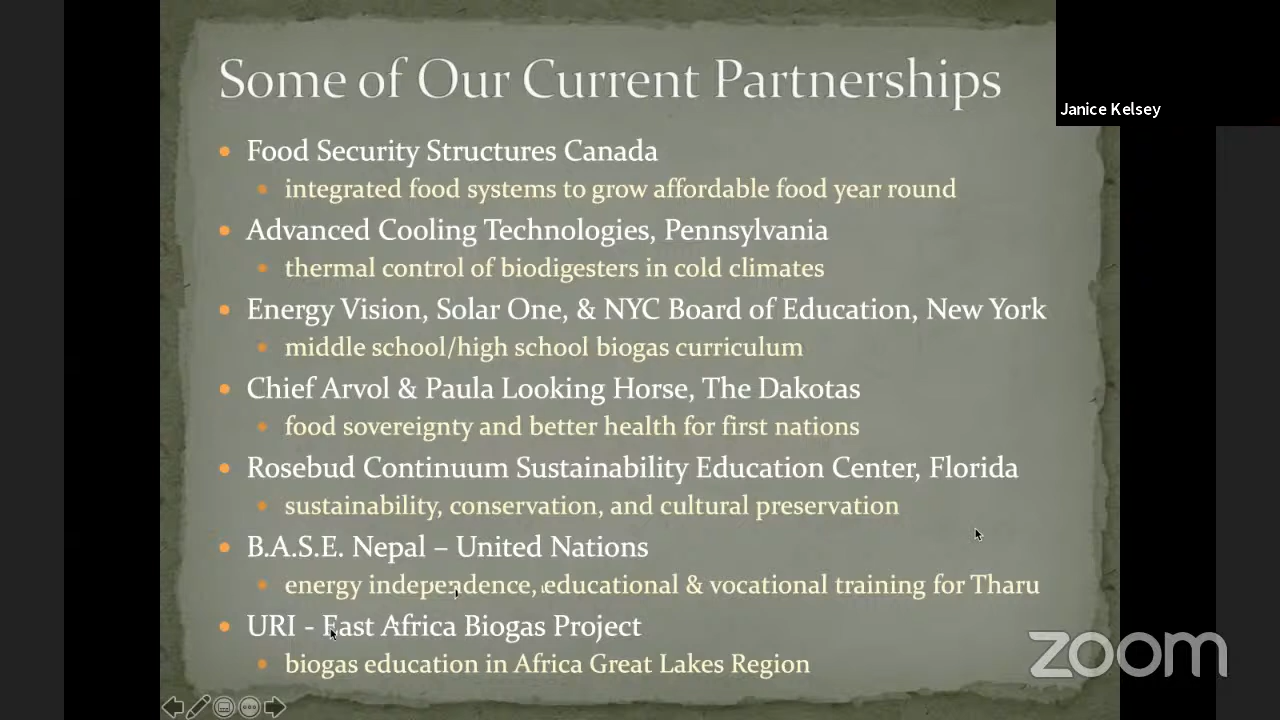 Some of Our Current Partnerships
Janice Kelsey
• Food Security Structures Canada
• integrated food systems to grow affordable food year round
• Advanced Cooling Technologies, Pennsylvania
• thermal control of biodigesters in cold climates
• Energy Vision, Solar One, & NYC Board of Education, New York
• middle school/high school biogas curriculum
• Chief Arvol & Paula Looking Horse, The Dakotas
• food sovereignty and better health for first nations
• Rosebud Continuum Sustainability Education Center, Florida
• sustainability, conservation, and cultural preservation
• B.A.S.E. Nepal – United Nations
• energy independence, educational & vocational training for Tharu
• URI - East Africa Biogas Project
• biogas education in Africa Great Lakes Region
zoom